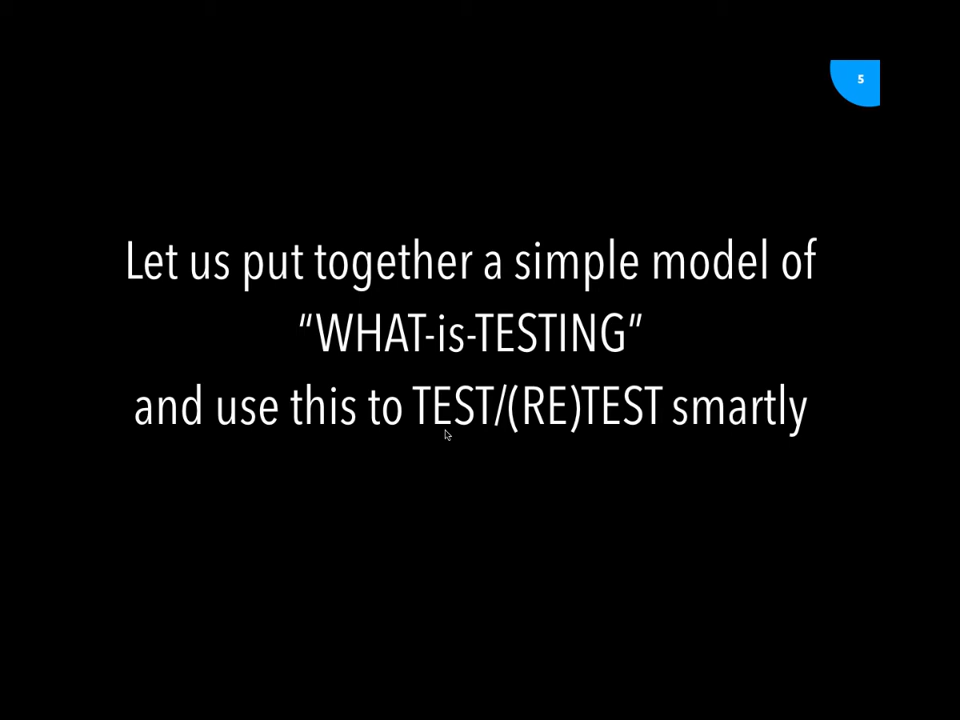 5
Let us put together a simple model of
“WHAT-is-TESTING”
and use this to TEST/(RE)TEST smartly